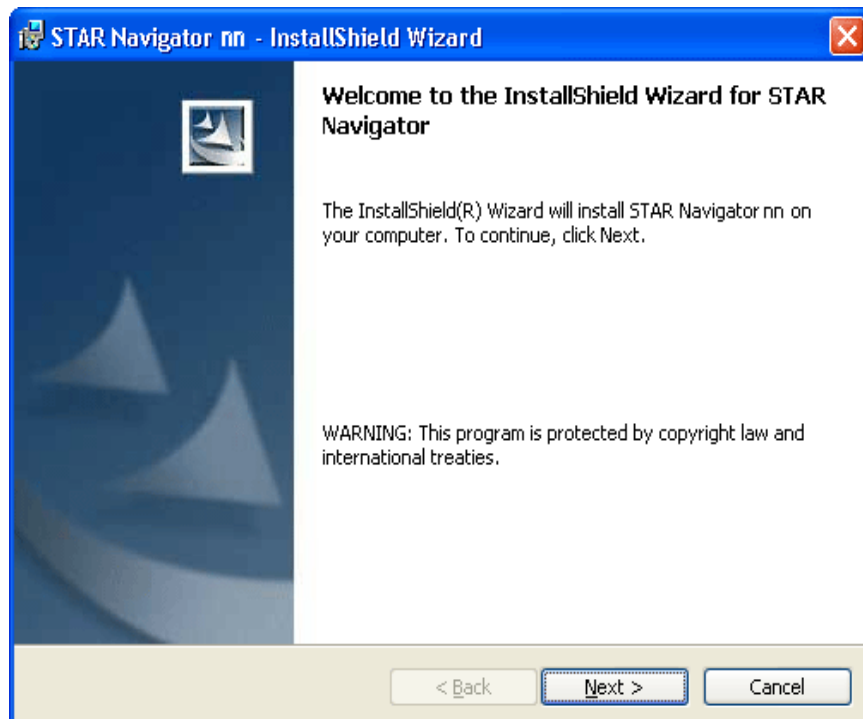 STAR Navigator nn - InstallShield Wizard
Welcome to the InstallShield Wizard for STAR
Navigator
The InstallShield(R) Wizard will install STAR Navigator nn on
your computer. To continue, click Next.
WARNING: This program is protected by copyright law and
international treaties.
< Back
Next >
Cancel